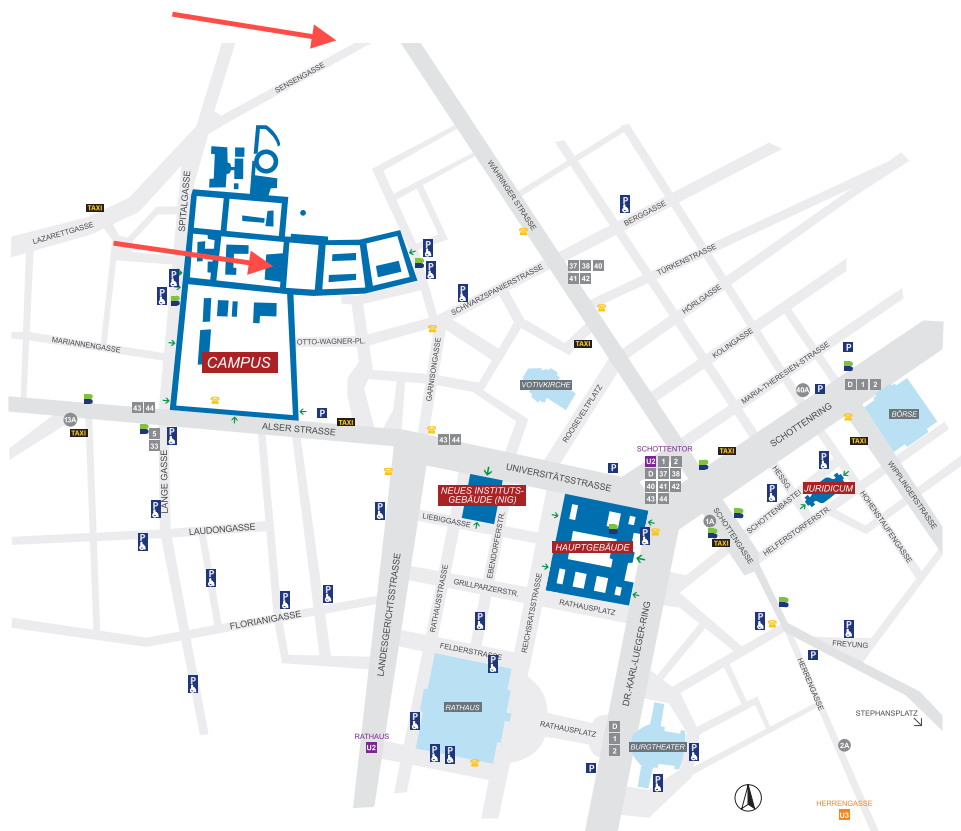 SENSENGASSE
WÄHRINGER STRASSE
SPITALGASSE
TAXI
LAZARETTGASSE
P
BERGGASSE
P
P
TÜRKENSTRASSE
37 38 40
41 42
P
P
P
SCHWARZSPANIERSTRASSE
HÖRLGASSE
MARIANNENGASSE
OTTO-WAGNER-PL.
GARNISONGASSE
TAXI
KOLINGASSE
MARIA-THERESIEN-STRASSE
P
CAMPUS
VOTIVKIRCHE
ROOSEVELTPLATZ
40A
P
D 1 2
13A
43 44
P
TAXI
ALSER STRASSE
SCHOTTENRING
BÖRSE
TAXI
5
33
P
43 44
SCHOTTENTOR
TAXI
TAXI
U2 1 2
D 37 38
40 41 42
43 44
P
UNIVERSITÄTSSTRASSE
P
HESSG.
JURIDICUM
WIPPLINGERSTRASSE
LANGE GASSE
NEUES INSTITUTS-
GEBÄUDE (NIG)
P
P
P
SCHOTTENBASTEI
HOHENSTAUFENGASSE
LIEBIGGASSE
EBENDORFERSTR.
1A
SCHOTTENGASSE
TAXI
HELFERSTORFERSTR.
LAUDONGASSE
P
P
HAUPTGEBÄUDE
P
GRILLPARZERSTR.
P
P
RATHAUSPLATZ
FLORIANIGASSE
LANDESGERICHTSSTRASSE
RATHAUSSTRASSE
REICHSRATSSTRASSE
P
P
P
FREYUNG
FELDERSTRASSE
P
DR.-KARL-LUEGER-RING
P
P
HERRENGASSE
RATHAUS
P
STEPHANSPLATZ
RATHAUSPLATZ
D
1
2
RATHAUS
U2
BURGTHEATER
2A
P
P
P
P
P
HERRENGASSE
U3